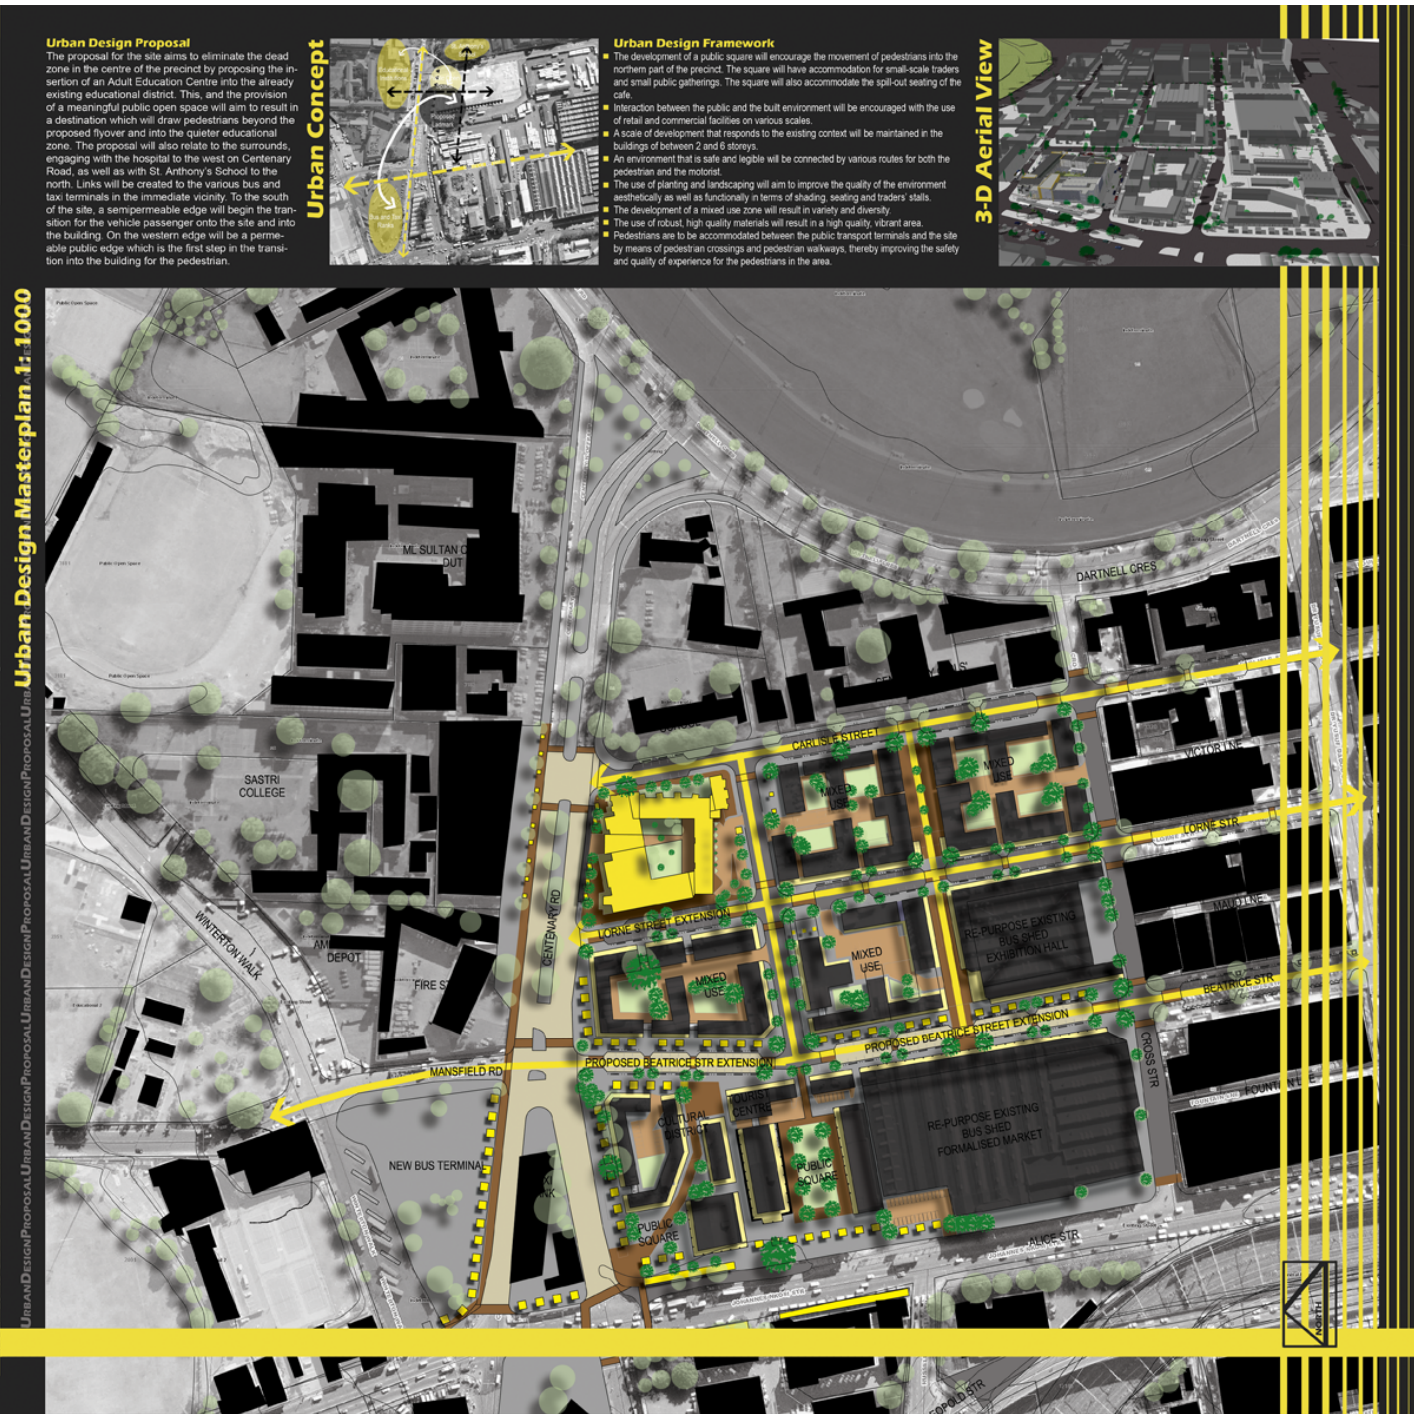 Urban Design Proposal
The proposal for the site aims to eliminate the dead
zone in the centre of the precinct by proposing the in-
sertion of an Adult Education Centre into the already
existing educational district. This, and the provision
of a meaningful public open space will aim to result in
a destination which will draw pedestrians beyond the
proposed flyover and into the quieter educational
zone. The proposal will also relate to the surrounds,
engaging with the hospital to the west on Centenary
Road, as well as with St. Anthony's School to the
north. Links will be created to the various bus and
taxi terminals in the immediate vicinity. To the south
of the site, a semipermeable edge will begin the tran-
sition for the vehicle passenger onto the site and into
the building. On the western edge will be a perme-
able public edge which is the first step in the transi-
tion into the building for the pedestrian.
Urban Concept
Urban Design Framework
The development of a public square will encourage the movement of pedestrians into the
northern part of the precinct. The square will have accommodation for small-scale traders
and small public gatherings. The square will also accommodate the spill-out seating of the
cafe.
Interaction between the public and the built environment will be encouraged with the use
of retail and commercial facilities on various scales.
A scale of development that responds to the existing context will be maintained in the
buildings of between 2 and 6 storeys.
An environment that is safe and legible will be connected by various routes for both the
pedestrian and the motorist.
The use of planting and landscaping will aim to improve the quality of the environment
aesthetically as well as functionally in terms of shading, seating and traders' stalls.
The development of a mixed use zone will result in variety and diversity.
The use of robust, high quality materials will result in a high quality, vibrant area.
Pedestrians are to be accommodated between the public transport terminals and the site
by means of pedestrian crossings and pedestrian walkways, thereby improving the safety
and quality of experience for the pedestrians in the area.
3-D Aerial View
Urban Design Masterplan 1:1000
Public Open Space
ML SULTAN C
DUT
Public Open Space
DARTNELL CRES
Public Open Space
CARLISLE STREET
VICTOR LNE
SASTRI
COLLEGE
MIXED
USE
MIXED
USE
LORNE STR
CENTENARY RD
LORNE STREET EXTENSION
MAUD LNE
WINTERTON WALK
DEPOT
FIRE
MIXED
USE
MIXED
USE
RE-PURPOSE EXISTING
BUS SHED
EXHIBITION HALL
BEATRICE STR
PROPOSED BEATRICE STREET EXTENSION
MANSFIELD RD
PROPOSED BEATRICE STR EXTENSION
CROSS STR
FOUNTAIN LNE
CULTURAL
DISTRICT
TOURIST
CENTRE
RE-PURPOSE EXISTING
BUS SHED
FORMALISED MARKET
NEW BUS TERMINAL
PUBLIC
SQUARE
PUBLIC
SQUARE
ALICE STR
JOHANNES NKOSI STR
NORTH